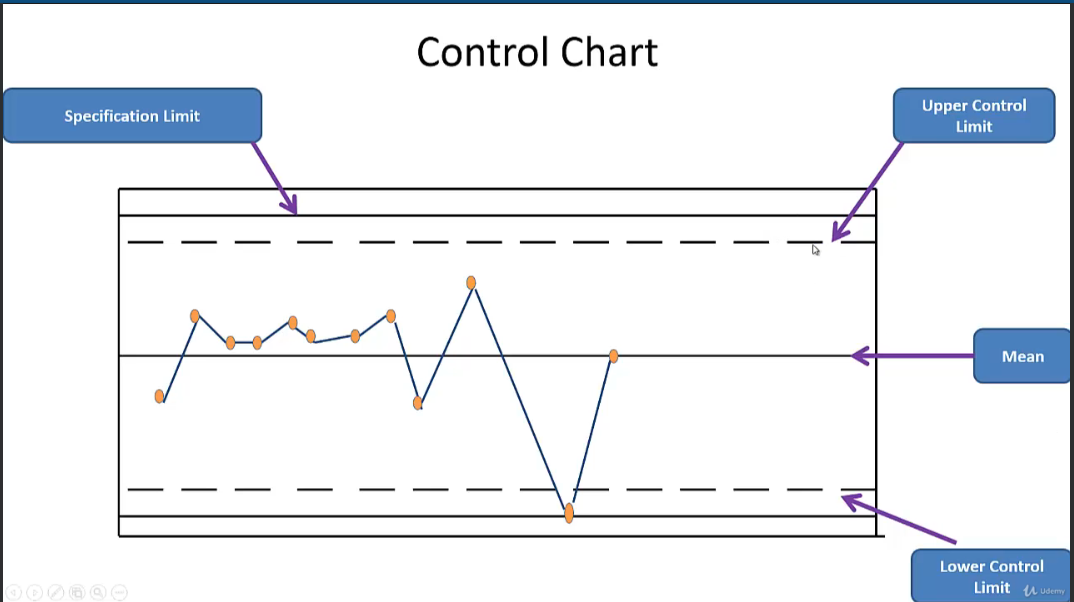 Control Chart
Specification Limit
Upper Control
Limit
Mean
Lower Control
Limit
Udemy